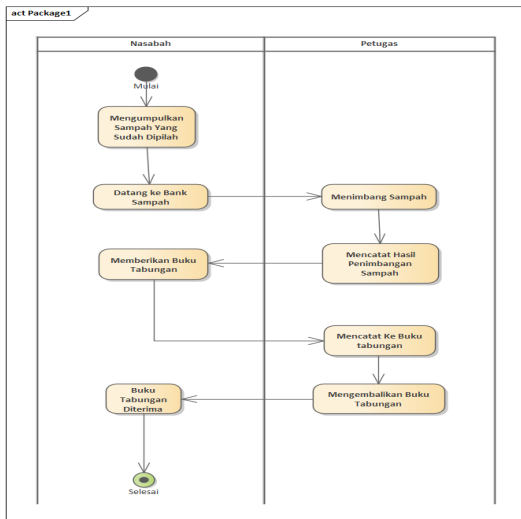 act Package1
Nasabah
Petugas
Mulai
Mengumpulkan
Sampah Yang
Sudah Dipilah
Datang ke Bank
Sampah
Menimbang Sampah
Memberikan Buku
Tabungan
Mencatat Hasil
Penimbangan
Sampah
Mencatat Ke Buku
tabungan
Buku
Tabungan
Diterima
Mengembalikan Buku
Tabungan
Selesai